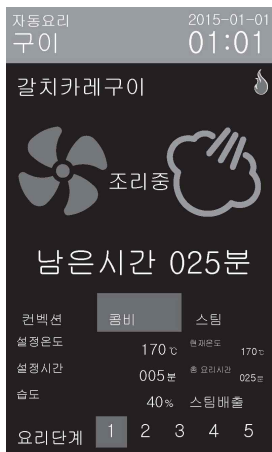 자동요리 2015-01-01
구이 01:01
갈치카레구이
조리중
남은시간 025분
컨벡션 콤비 스팀
설정온도 170℃ 현재온도 170℃
설정시간 005분 총 요리시간 025분
습도 40% 스팀배출
요리단계 1 2 3 4 5